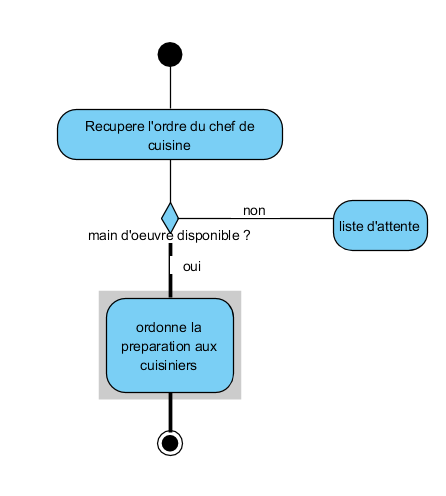 Recupere l'ordre du chef de
cuisine
non
liste d'attente
main d'oeuvre disponible ?
oui
ordonne la
preparation aux
cuisiniers